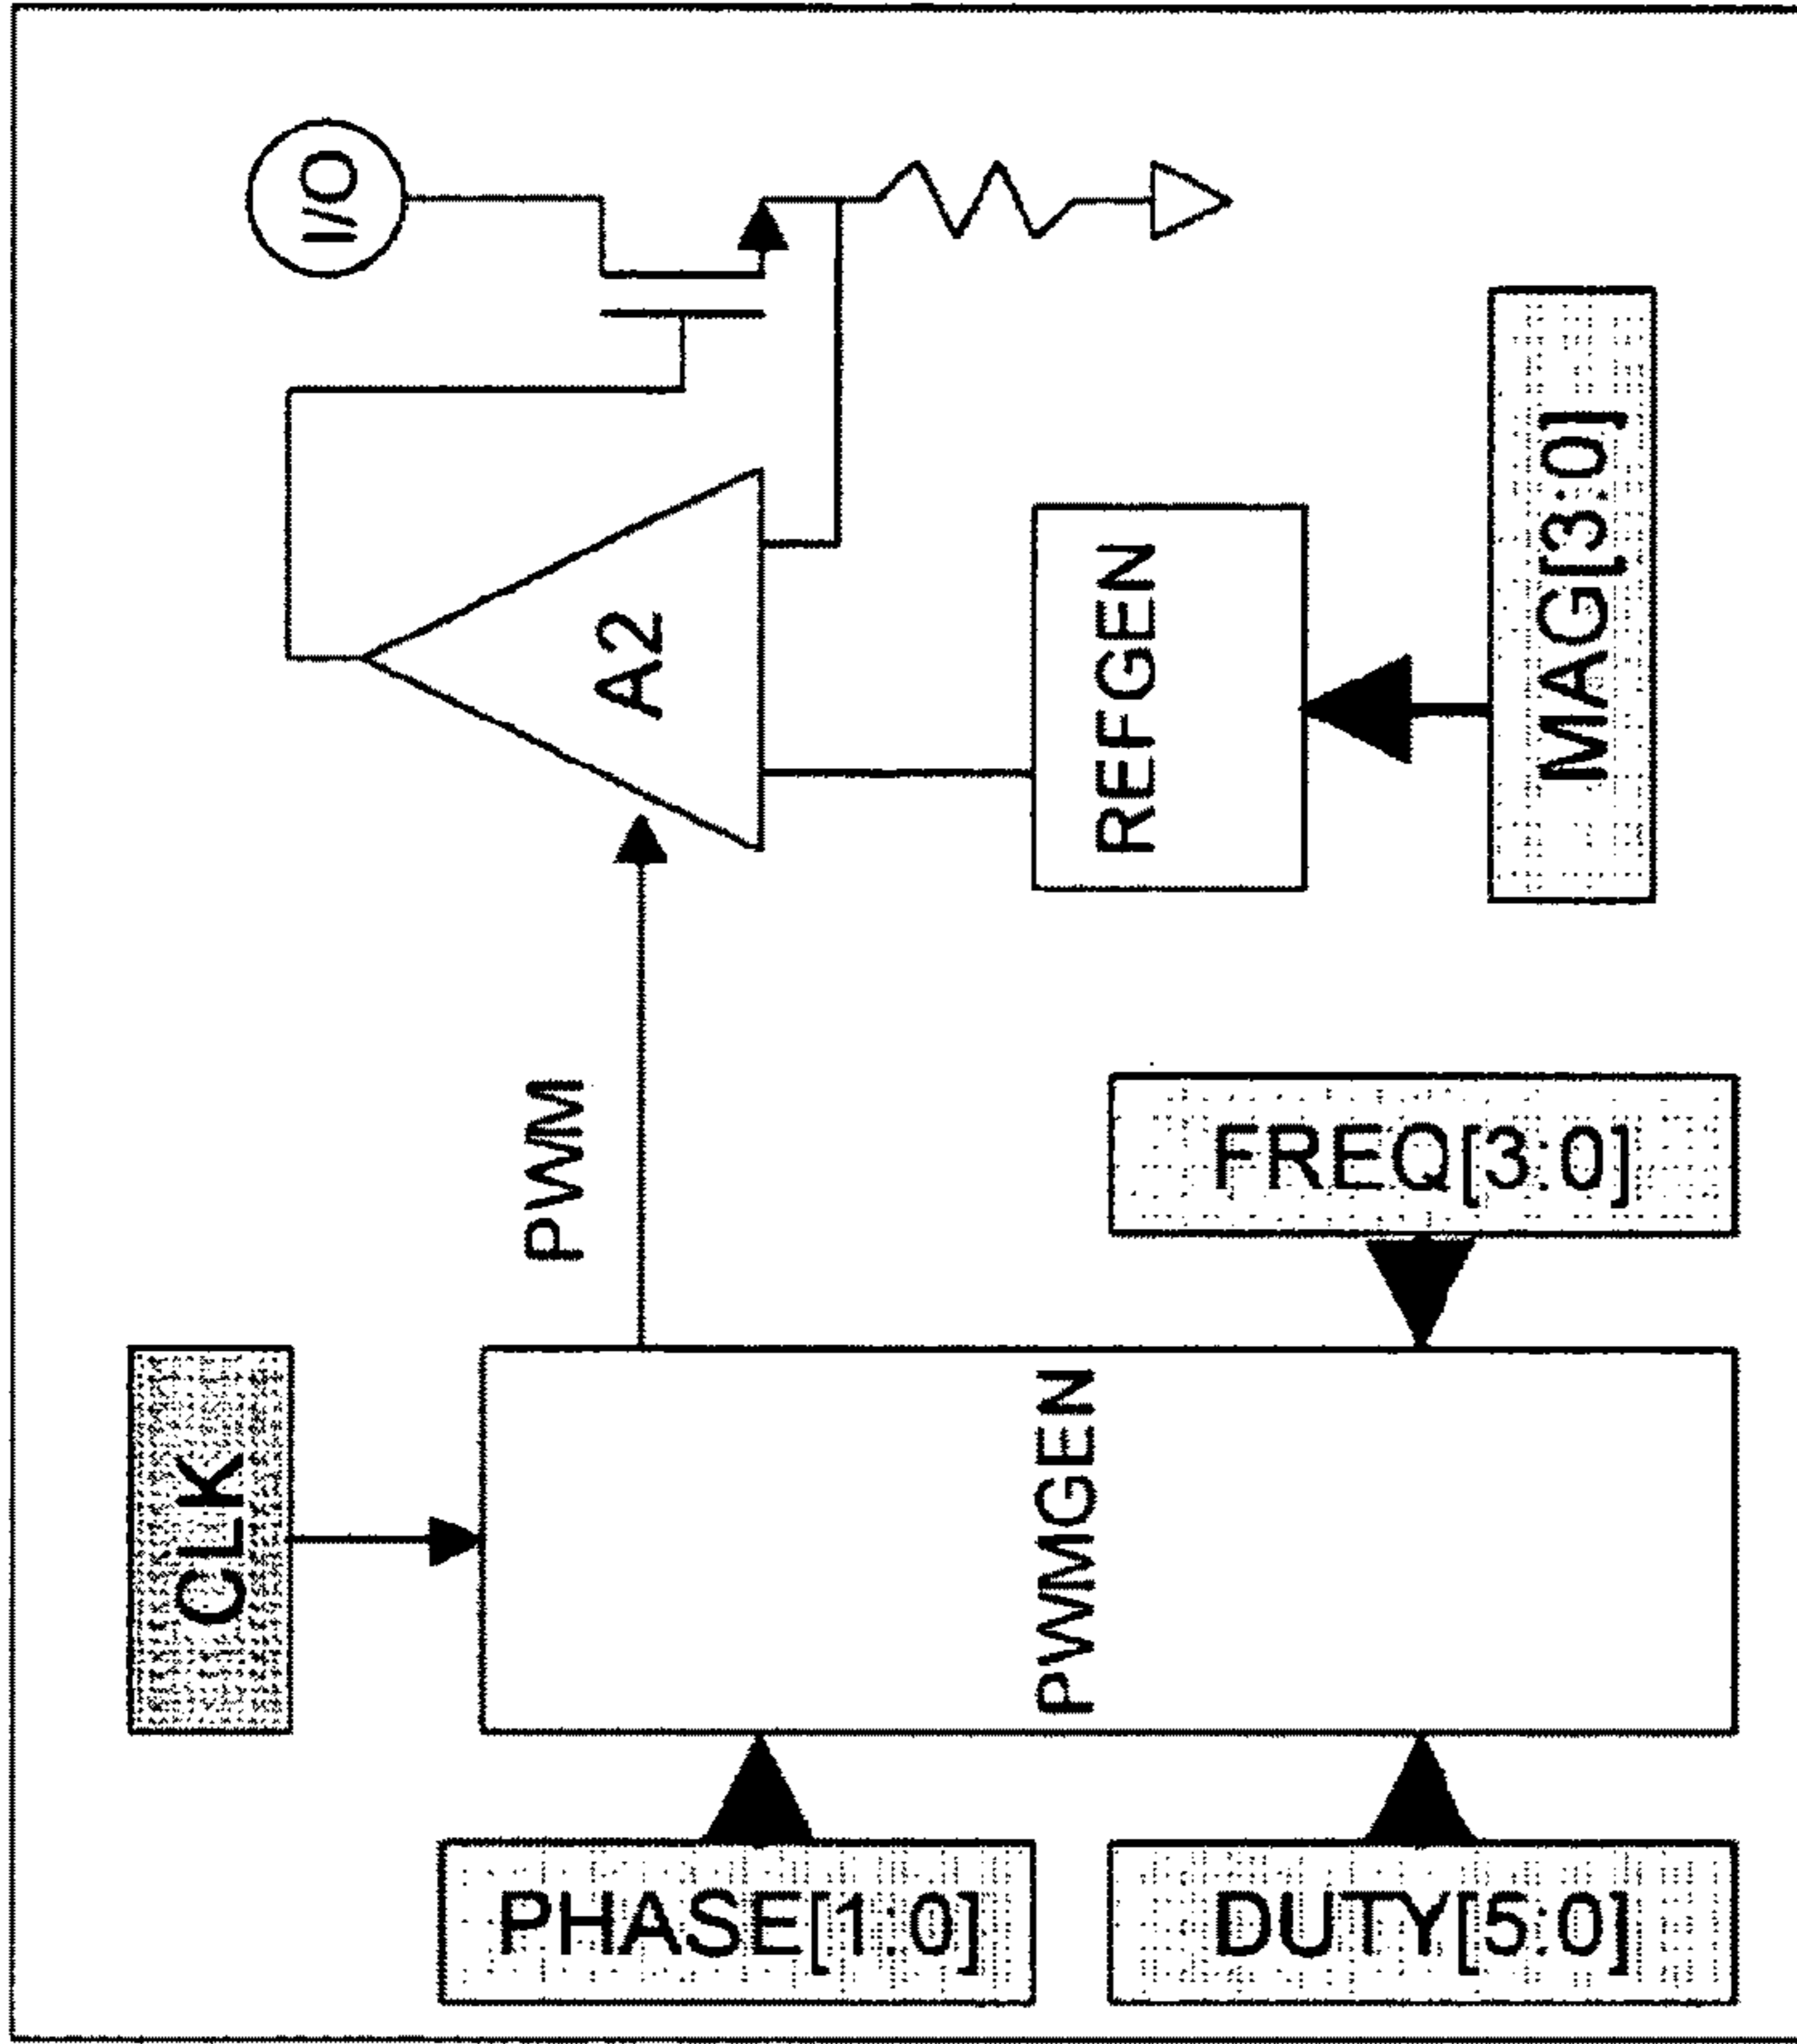 CLK
I/O
PWM
A2
PWMGEN
REFGEN
PHASE[1:0]
DUTY[5:0]
FREQ[3:0]
MAG[3:0]